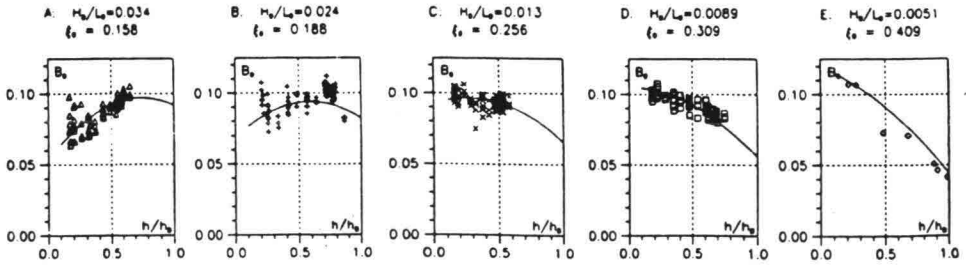 A: H₀/L₀=0.034
ξ₀ = 0.158
B. H₀/L₀=0.024
ξ₀ = 0.188
C. H₀/L₀=0.013
ξ₀ = 0.256
D. H₀/L₀=0.0089
ξ₀ = 0.309
E. H₀/L₀=0.0051
ξ₀ = 0.409
B₀
0.10
0.05
0.00
h/h₀
0.0
0.5
1.0
B₀
0.10
0.05
0.00
h/h₀
0.0
0.5
1.0
B₀
0.10
0.05
0.00
h/h₀
0.0
0.5
1.0
B₀
0.10
0.05
0.00
h/h₀
0.0
0.5
1.0
B₀
0.10
0.05
0.00
h/h₀
0.0
0.5
1.0